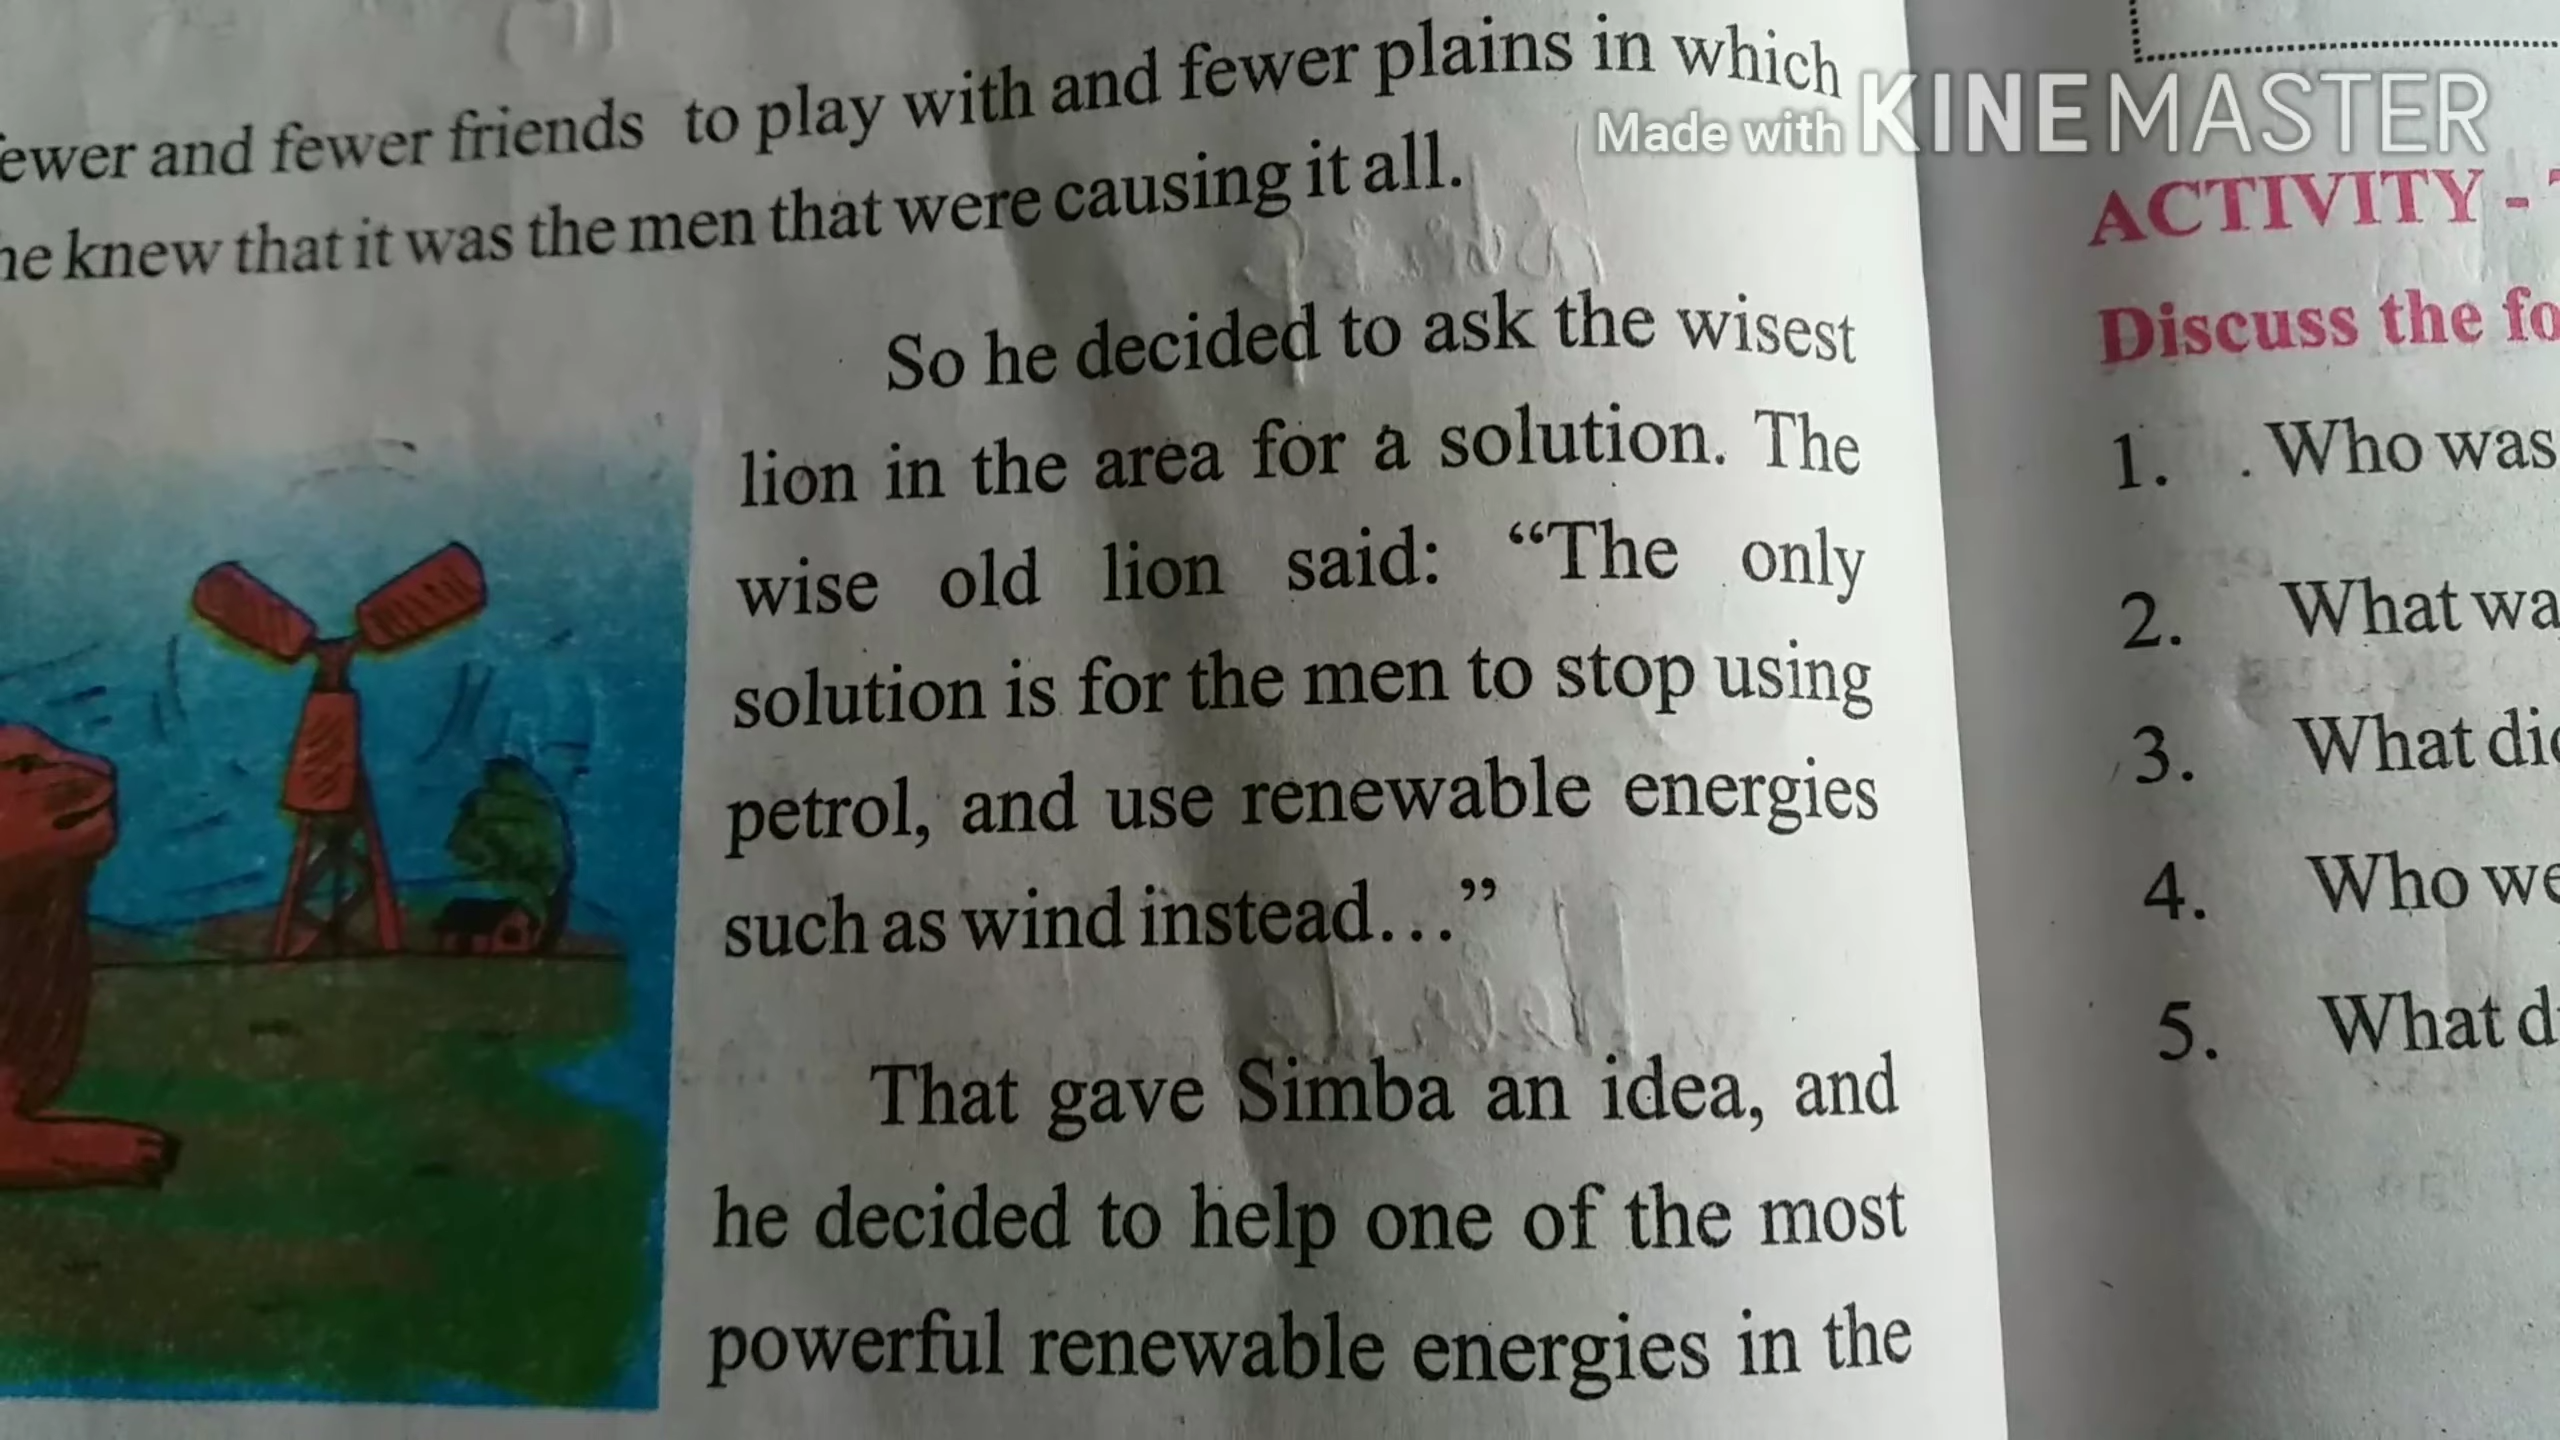 fewer and fewer friends to play with and fewer plains in which
he knew that it was the men that were causing it all.
So he decided to ask the wisest
lion in the area for a solution. The
wise old lion said: “The only
solution is for the men to stop using
petrol, and use renewable energies
such as wind instead...”
That gave Simba an idea, and
he decided to help one of the most
powerful renewable energies in the
Made with KINEMASTER
ACTIVITY -
Discuss the
1. Who was
2. What
3. What
4. Who
5. What